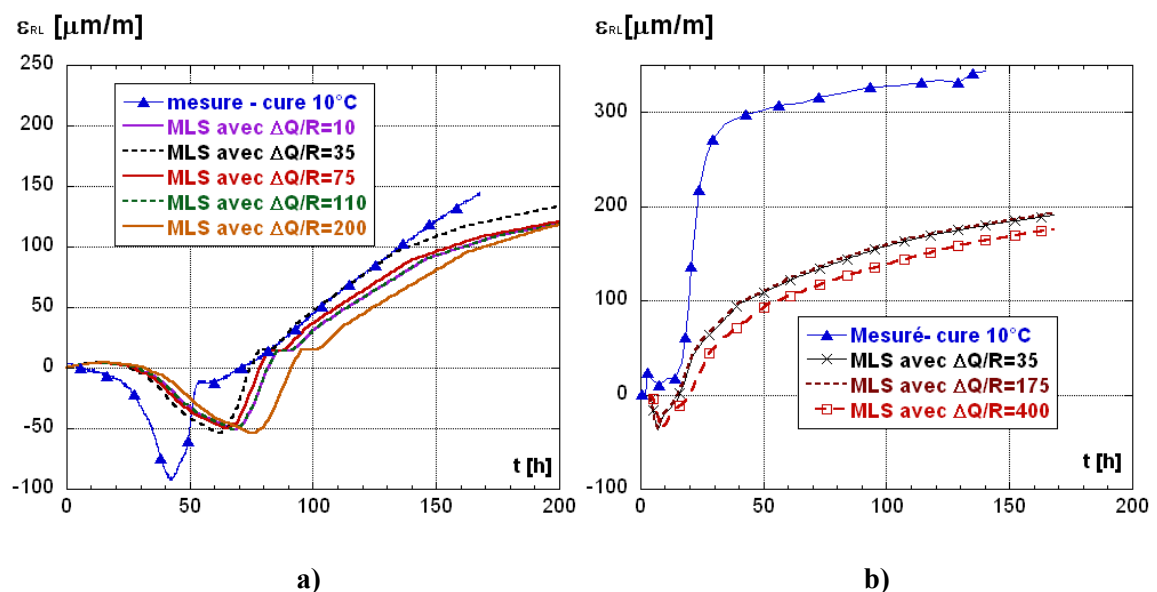 εRL [μm/m]
250
200
150
100
50
0
-50
-100
mesure - cure 10°C
MLS avec ΔQ/R=10
MLS avec ΔQ/R=35
MLS avec ΔQ/R=75
MLS avec ΔQ/R=110
MLS avec ΔQ/R=200
t [h]
0 50 100 150 200
a)
εRL[μm/m]
300
200
100
0
-100
Mesuré- cure 10°C
MLS avec ΔQ/R=35
MLS avec ΔQ/R=175
MLS avec ΔQ/R=400
t [h]
0 50 100 150 200
b)